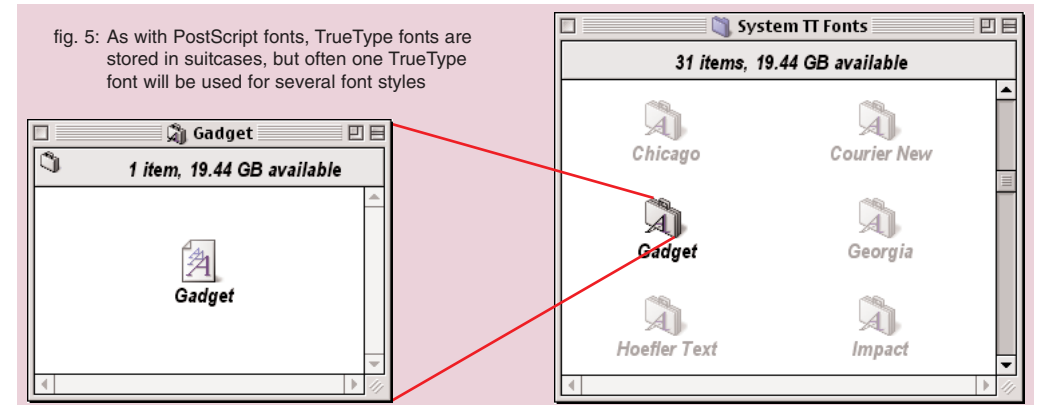 fig. 5: As with PostScript fonts, TrueType fonts are
stored in suitcases, but often one TrueType
font will be used for several font styles
Gadget
1 item, 19.44 GB available
Gadget
System TT Fonts
31 items, 19.44 GB available
Chicago
Courier New
Gadget
Georgia
Hoefler Text
Impact